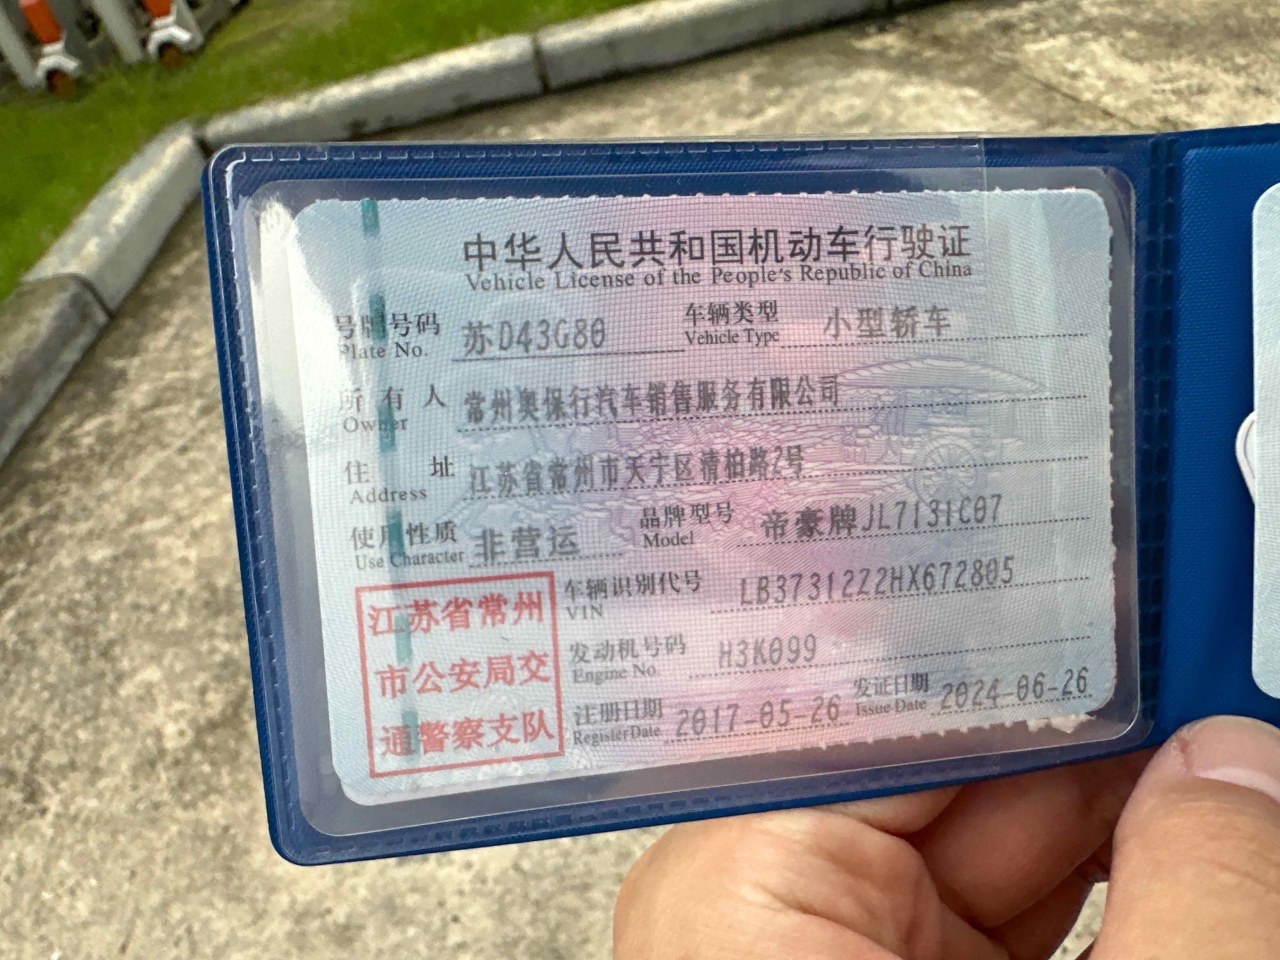 中华人民共和国机动车行驶证
Vehicle License of the People's Republic of China
号牌号码 苏D43G80 车辆类型 小型轿车
Plate No. Vehicle Type
所有人 常州奥保行汽车销售服务有限公司
Owner
住址 江苏省常州市天宁区清柏路2号
Address
使用性质 非营运 品牌型号 帝豪牌JL7131C07
Use Character Model
车辆识别代号 LB37312Z2HX672805
VIN
发动机号码 H3K099
Engine No.
注册日期 2017-05-26 发证日期 2024-06-26
Register Date Issue Date
江苏省常州
市公安局交
通警察支队